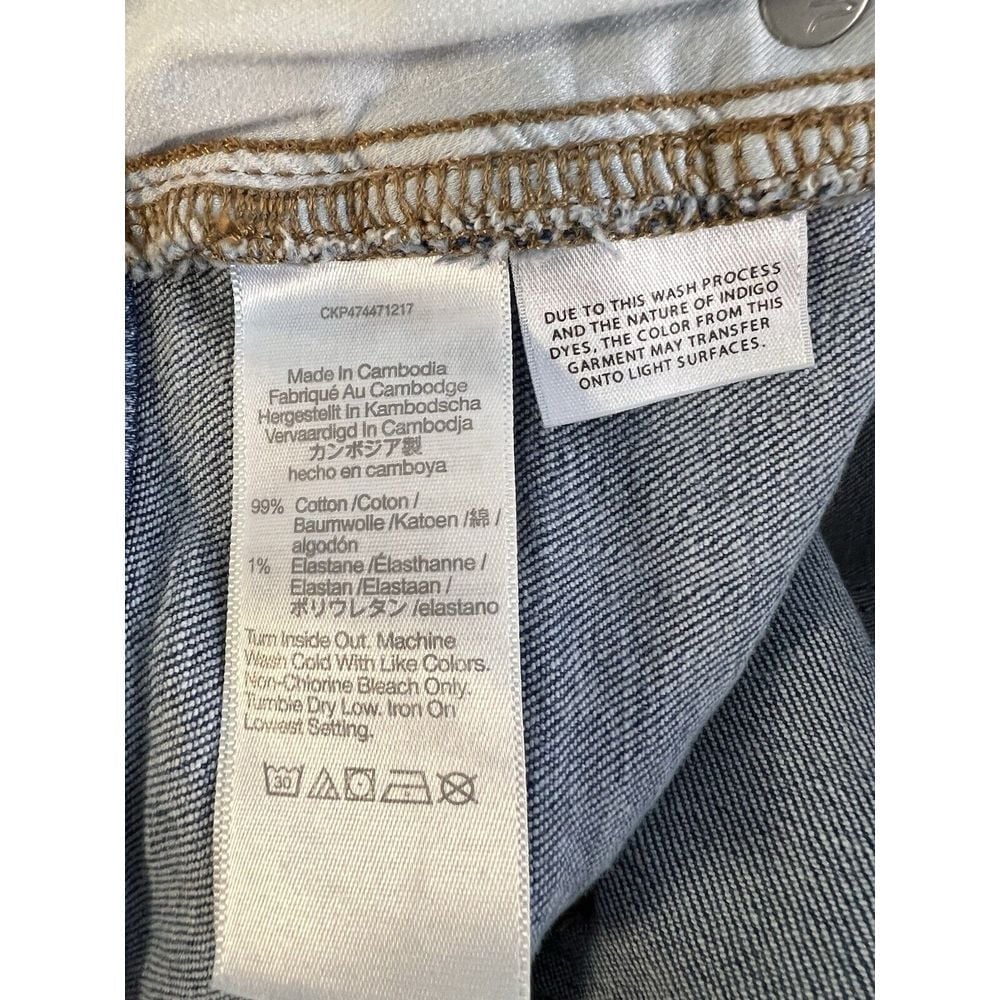 CKP474471217
Made In Cambodia
Fabriqué Au Cambodge
Hergestellt In Kambodscha
Vervaardigd In Cambodja
カンボジア製
hecho en camboya
99% Cotton /Coton /
Baumwolle /Katoen /綿 /
algodón
1% Elastane /Élasthanne /
Elastan /Elastaan /
ポリウレタン /elastano
Turn Inside Out. Machine
Wash Cold With Like Colors.
Non-Chlorine Bleach Only.
Tumble Dry Low. Iron On
Lowest Setting.
30
DUE TO THIS WASH PROCESS
AND THE NATURE OF INDIGO
DYES, THE COLOR FROM THIS
GARMENT MAY TRANSFER
ONTO LIGHT SURFACES.